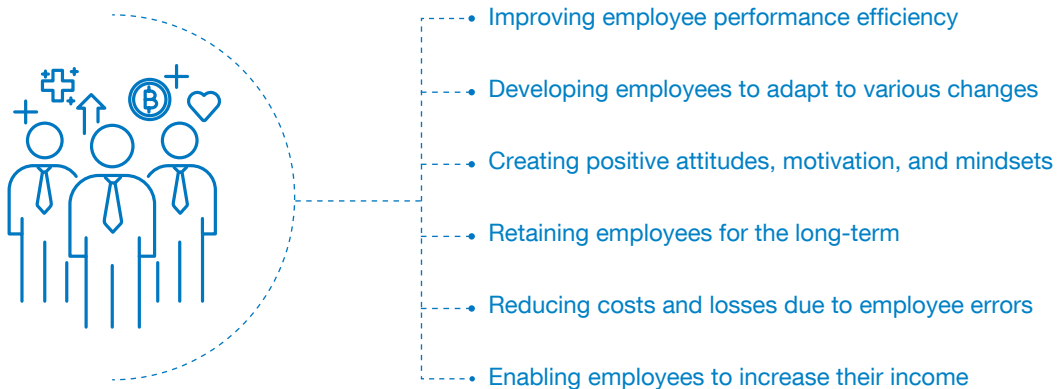 Improving employee performance efficiency
Developing employees to adapt to various changes
Creating positive attitudes, motivation, and mindsets
Retaining employees for the long-term
Reducing costs and losses due to employee errors
Enabling employees to increase their income